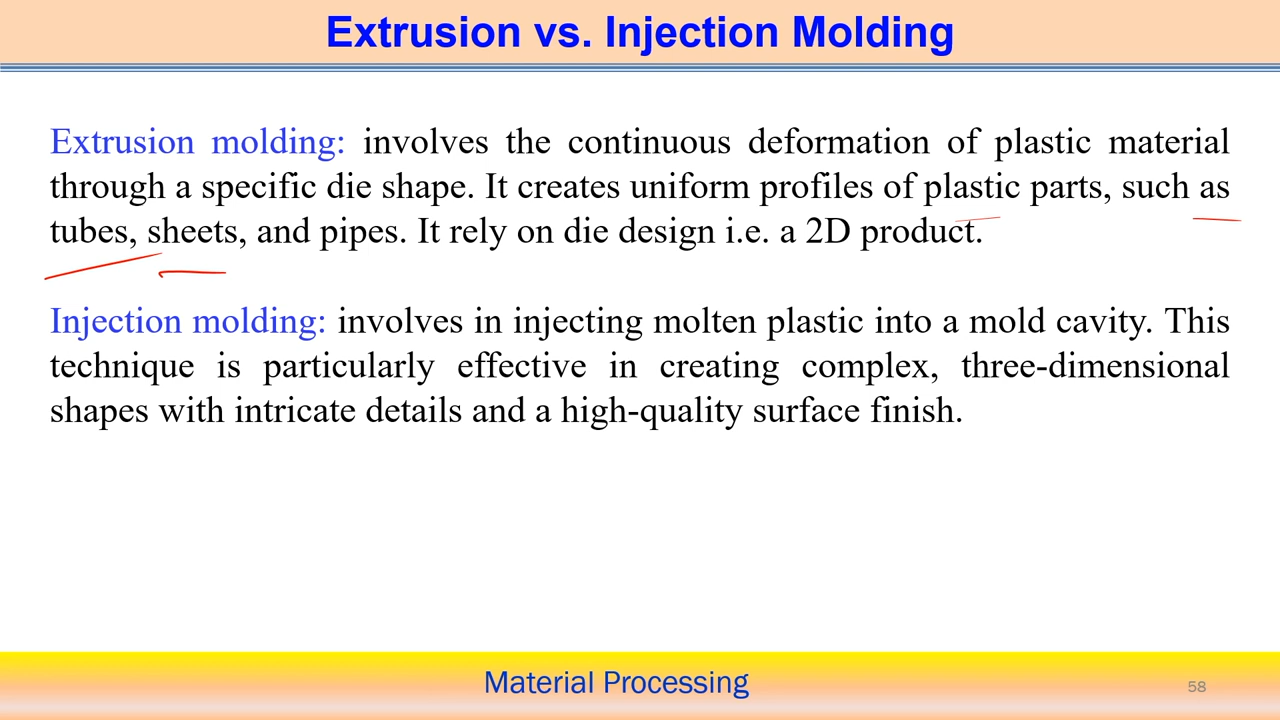 Extrusion vs. Injection Molding
Extrusion molding: involves the continuous deformation of plastic material
through a specific die shape. It creates uniform profiles of plastic parts, such as
tubes, sheets, and pipes. It rely on die design i.e. a 2D product.
Injection molding: involves in injecting molten plastic into a mold cavity. This
technique is particularly effective in creating complex, three-dimensional
shapes with intricate details and a high-quality surface finish.
Material Processing
58